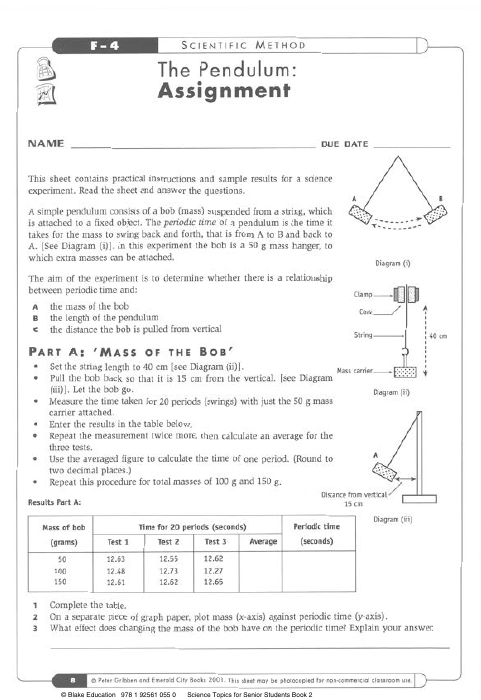 F-4
SCIENTIFIC METHOD
The Pendulum:
Assignment
NAME
DUE DATE
This sheet contains practical instructions and sample results for a science
experiment. Read the sheet and answer the questions.
A simple pendulum consists of a bob (mass) suspended from a string, which
is attached to a fixed object. The periodic time of a pendulum is the time it
takes for the mass to swing back and forth, that is from A to B and back to
A. [See Diagram (i)]. In this experiment the bob is a 50 g mass hanger, to
which extra masses can be attached.
A
B
Diagram (i)
The aim of the experiment is to determine whether there is a relationship
between periodic time and:
A the mass of the bob
B the length of the pendulum
C the distance the bob is pulled from vertical
Clamp
Cork
String
40 cm
Mass carrier
Diagram (ii)
PART A: 'MASS OF THE BOB'
• Set the string length to 40 cm [see Diagram (ii)].
• Pull the bob back so that it is 15 cm from the vertical. [see Diagram
(iii)]. Let the bob go.
• Measure the time taken for 20 periods (swings) with just the 50 g mass
carrier attached.
• Enter the results in the table below.
• Repeat the measurement twice more, then calculate an average for the
three tests.
• Use the averaged figure to calculate the time of one period. (Round to
two decimal places.)
• Repeat this procedure for total masses of 100 g and 150 g.
A
Distance from vertical
15 cm
Diagram (iii)
Results Part A:
Mass of bob Time for 20 periods (seconds) Periodic time
(grams) Test 1 Test 2 Test 3 Average (seconds)
50 12.63 12.55 12.62
100 12.48 12.73 12.27
150 12.61 12.62 12.65
1 Complete the table.
2 On a separate piece of graph paper, plot mass (x-axis) against periodic time (y-axis).
3 What effect does changing the mass of the bob have on the periodic time? Explain your answer.
8
© Peter Gribben and Emerald City Books 2001. This sheet may be photocopied for non-commercial classroom use.
© Blake Education 978 1 92561 055 0 Science Topics for Senior Students Book 2